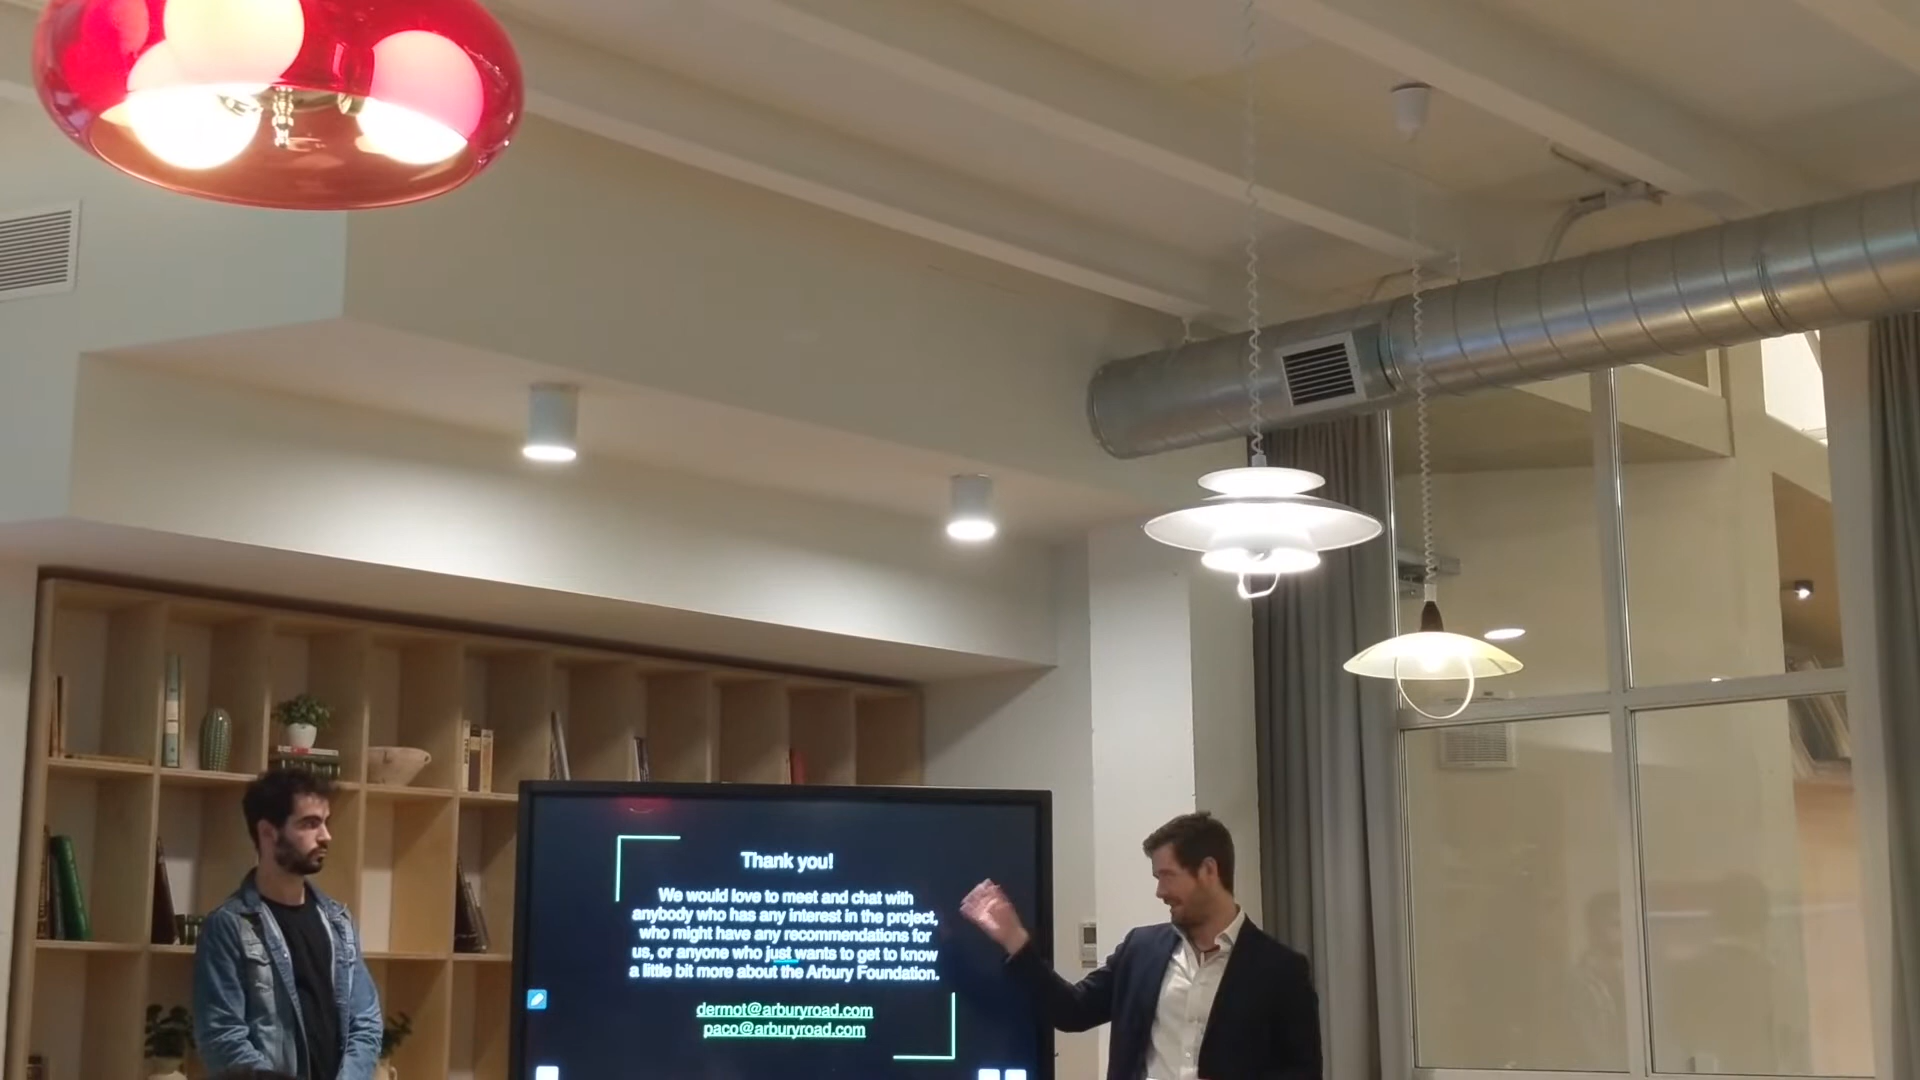 Thank you!
We would love to meet and chat with
anybody who has any interest in the project,
who might have any recommendations for
us, or anyone who just wants to get to know
a little bit more about the Arbury Foundation.
dermot@arburyroad.com
paco@arburyroad.com